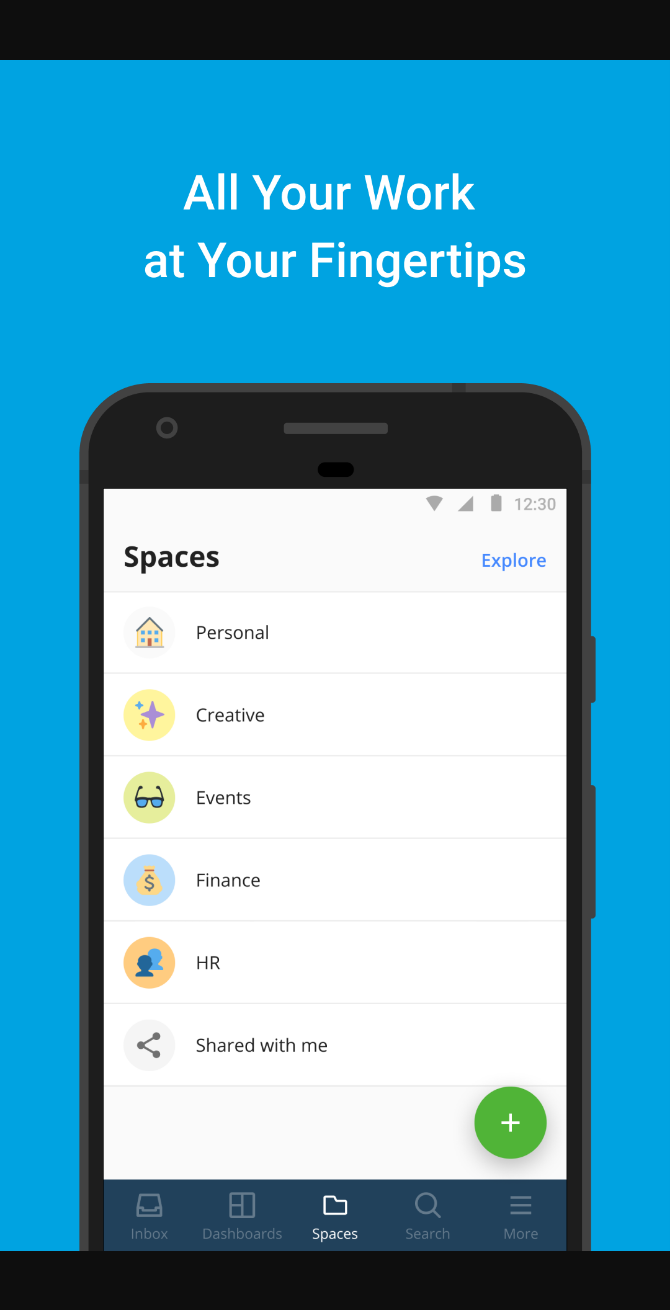 All Your Work
at Your Fingertips
12:30
Spaces
Explore
Personal
Creative
Events
$
Finance
HR
Shared with me
+
Inbox
Dashboards
Spaces
Search
More